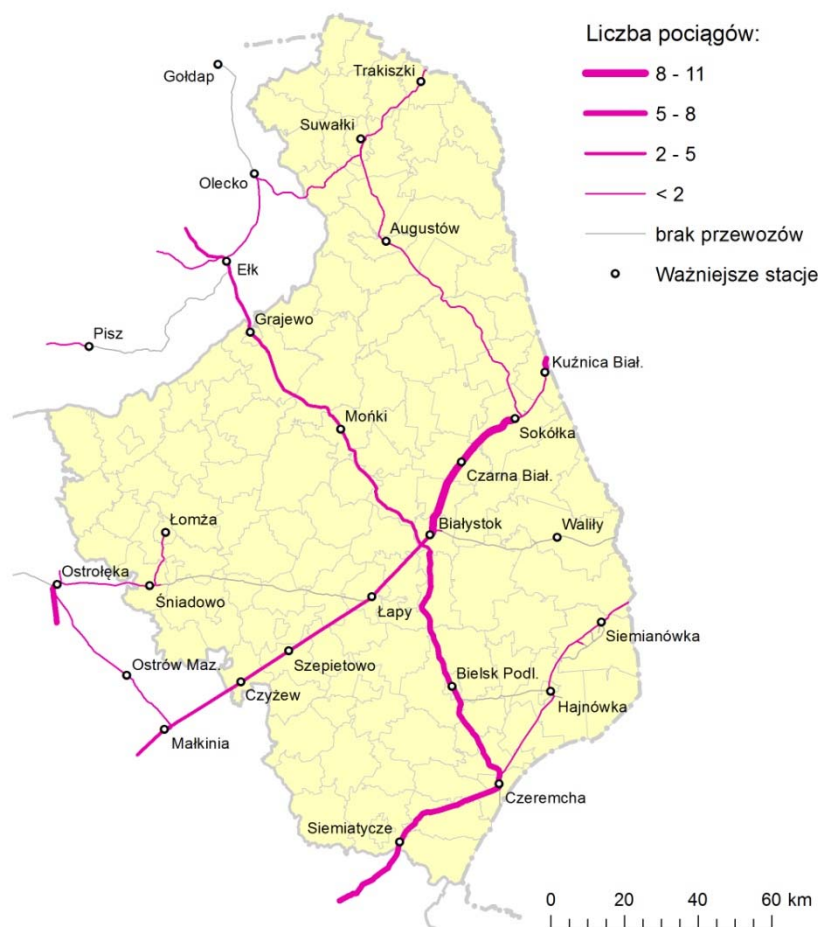 Liczba pociągów:
8 - 11
5 - 8
2 - 5
< 2
brak przewozów
Ważniejsze stacje
Gołdap
Trakiszki
Suwałki
Olecko
Augustów
Ełk
Grajewo
Pisz
Kuźnica Biał.
Mońki
Sokółka
Czarna Biał.
Łomża
Białystok
Waliły
Ostrołęka
Śniadowo
Łapy
Siemianówka
Ostrów Maz.
Szepietowo
Bielsk Podl.
Czyżew
Hajnówka
Małkinia
Czeremcha
Siemiatycze
0 20 40 60 km